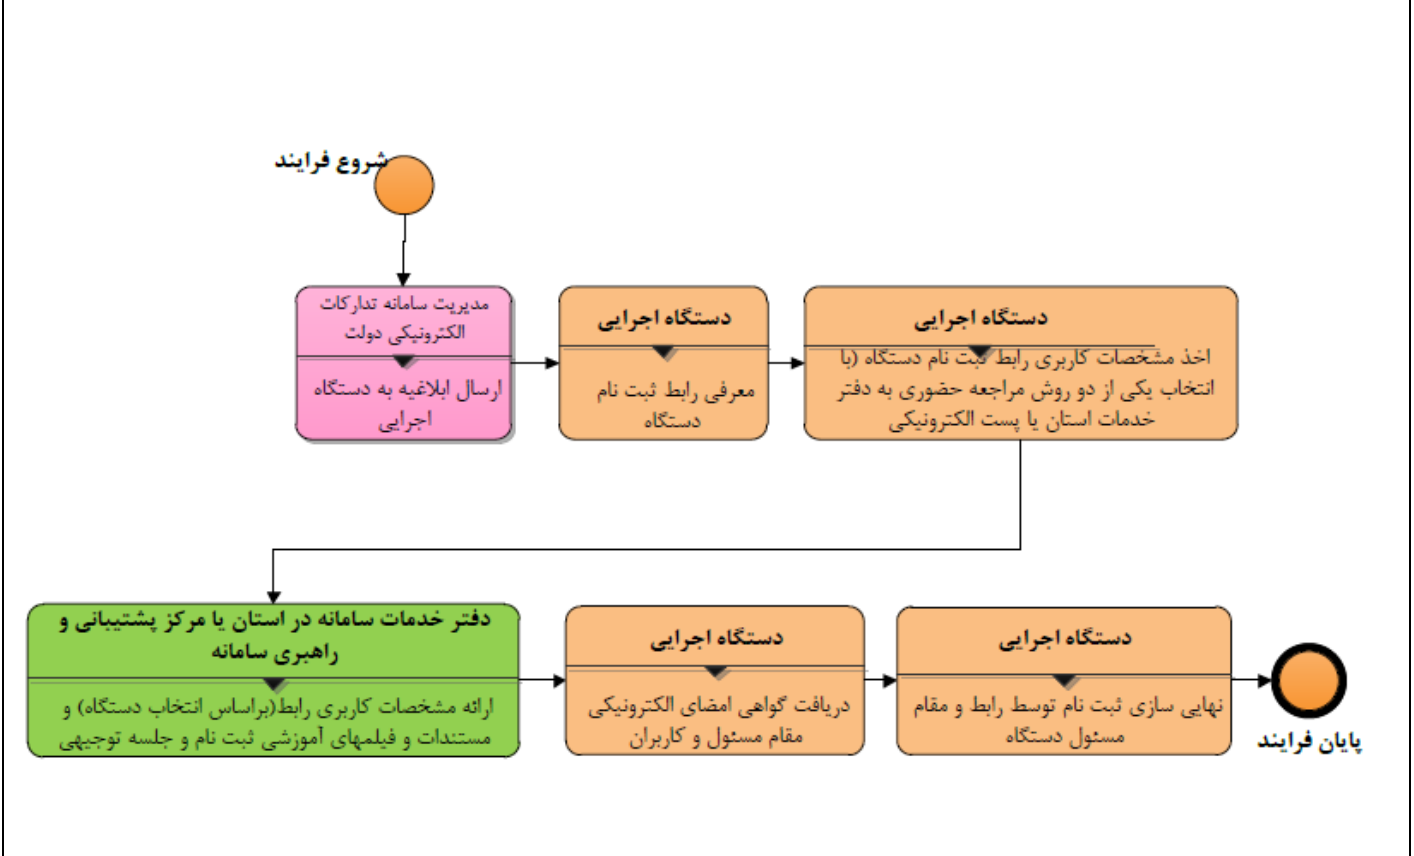 شروع فرایند
مدیریت سامانه تدارکات
الکترونیکی دولت
ارسال ابلاغیه به دستگاه
اجرایی
دستگاه اجرایی
معرفی رابط ثبت نام
دستگاه
دستگاه اجرایی
اخذ مشخصات کاربری رابط ثبت نام دستگاه (با
انتخاب یکی از دو روش مراجعه حضوری به دفتر
خدمات استان یا پست الکترونیکی
دفتر خدمات سامانه در استان یا مرکز پشتیبانی و
راهبری سامانه
ارائه مشخصات کاربری رابط(براساس انتخاب دستگاه) و
مستندات و فیلمهای آموزشی ثبت نام و جلسه توجیهی
دستگاه اجرایی
دریافت گواهی امضای الکترونیکی
مقام مسئول و کاربران
دستگاه اجرایی
نهایی سازی ثبت نام توسط رابط و مقام
مسئول دستگاه
پایان فرایند